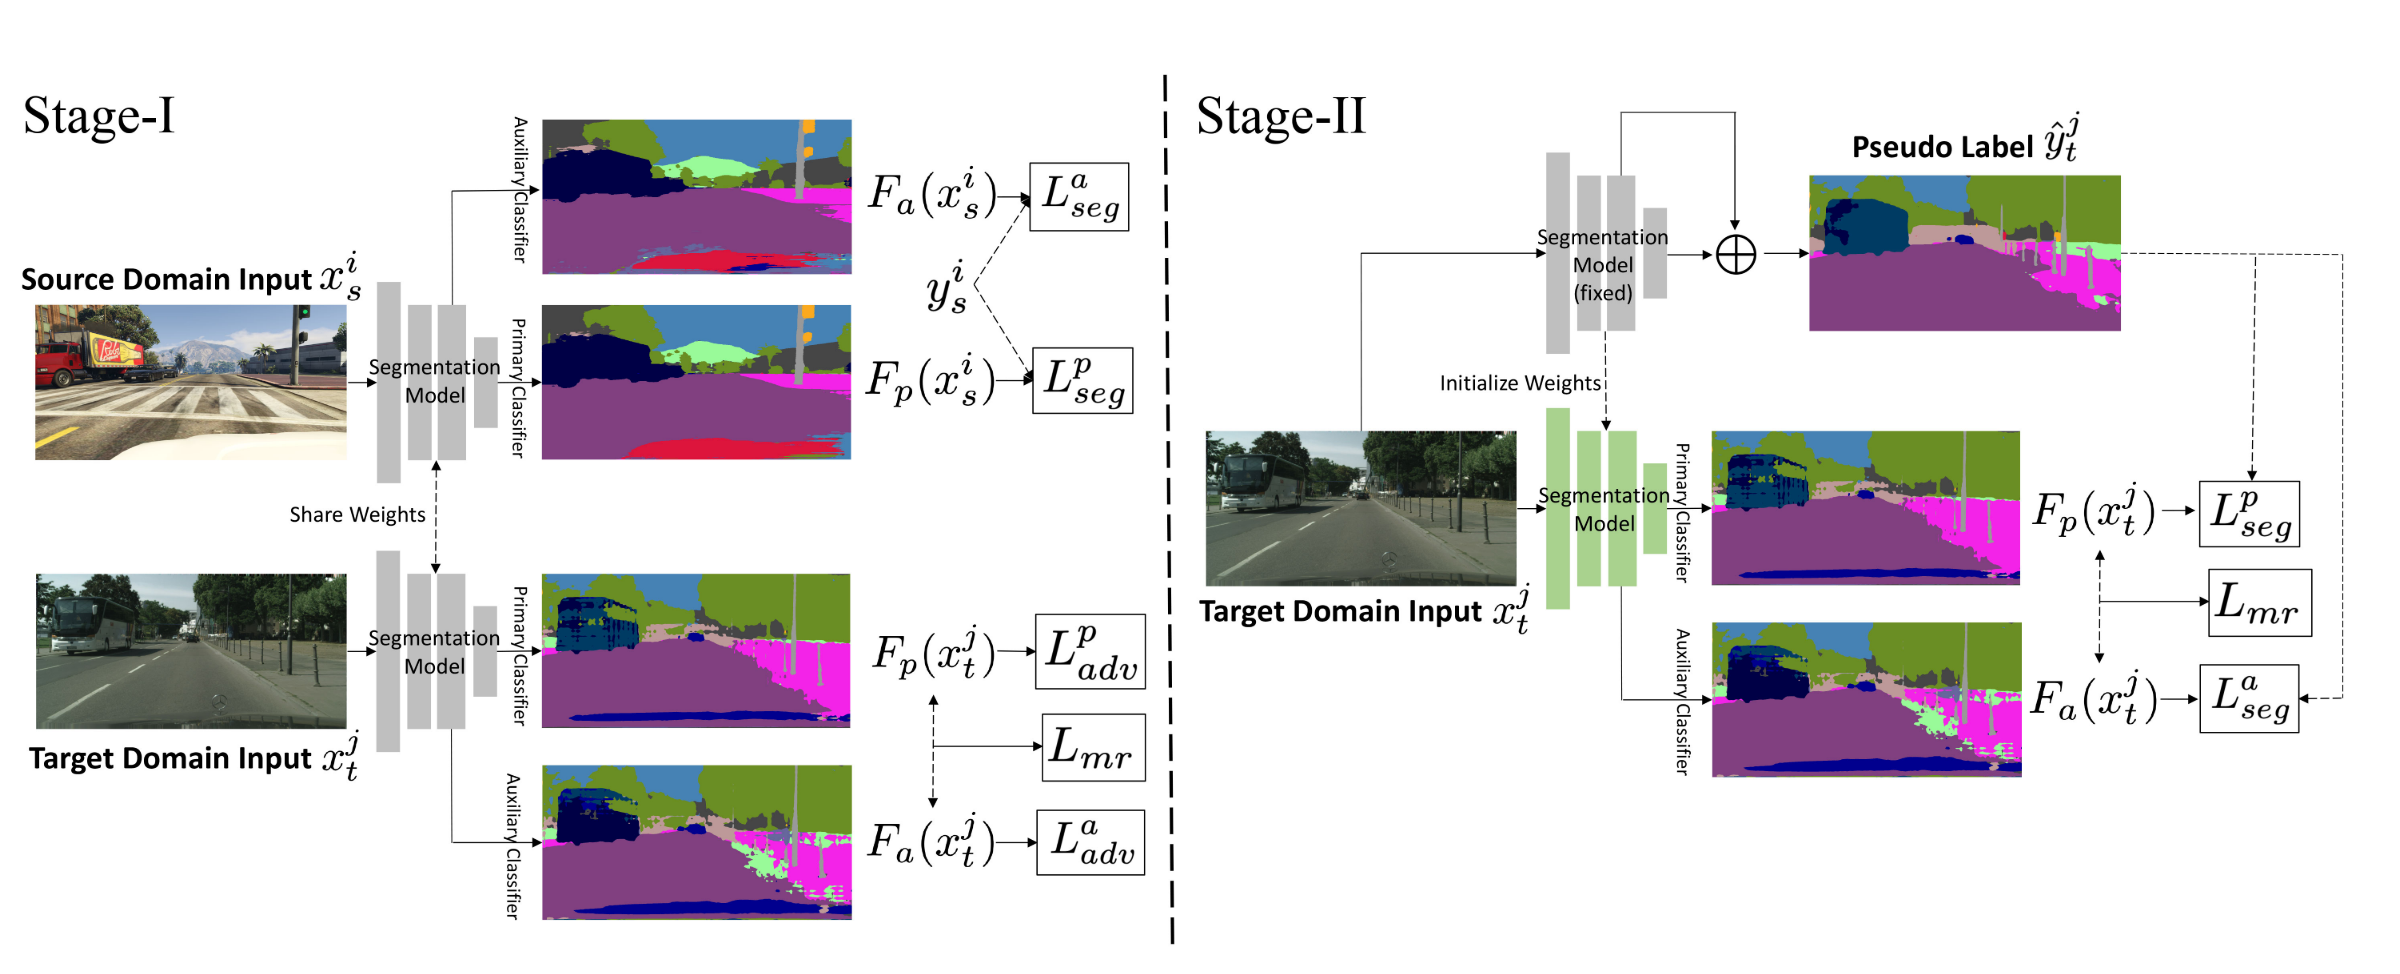 Stage-I
Auxiliary Classifier
F_a(x_s^i)
L_{seg}^a
Source Domain Input x_s^i
y_s^i
Segmentation
Model
Primary Classifier
F_p(x_s^i)
L_{seg}^p
Share Weights
Segmentation
Model
Primary Classifier
F_p(x_t^j)
L_{adv}^p
Target Domain Input x_t^j
L_{mr}
Auxiliary Classifier
F_a(x_t^j)
L_{adv}^a
Stage-II
Pseudo Label ŷ_t^j
Segmentation
Model
(fixed)
⊕
Initialize Weights
Segmentation
Model
Primary Classifier
F_p(x_t^j)
L_{seg}^p
Target Domain Input x_t^j
L_{mr}
Auxiliary Classifier
F_a(x_t^j)
L_{seg}^a